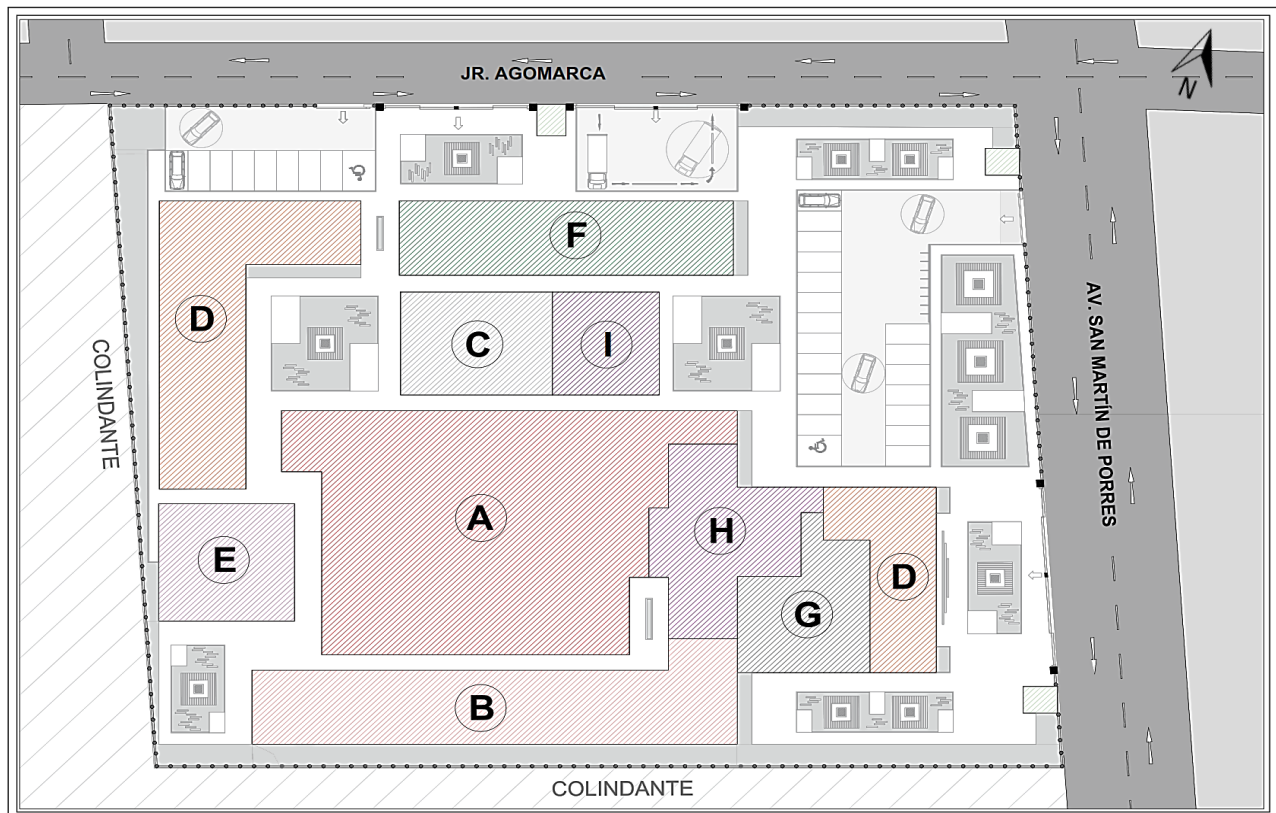 JR. AGOMARCA
N
F
D
C
I
COLINDANTE
AV. SAN MARTÍN DE PORRES
A
H
E
D
G
B
COLINDANTE